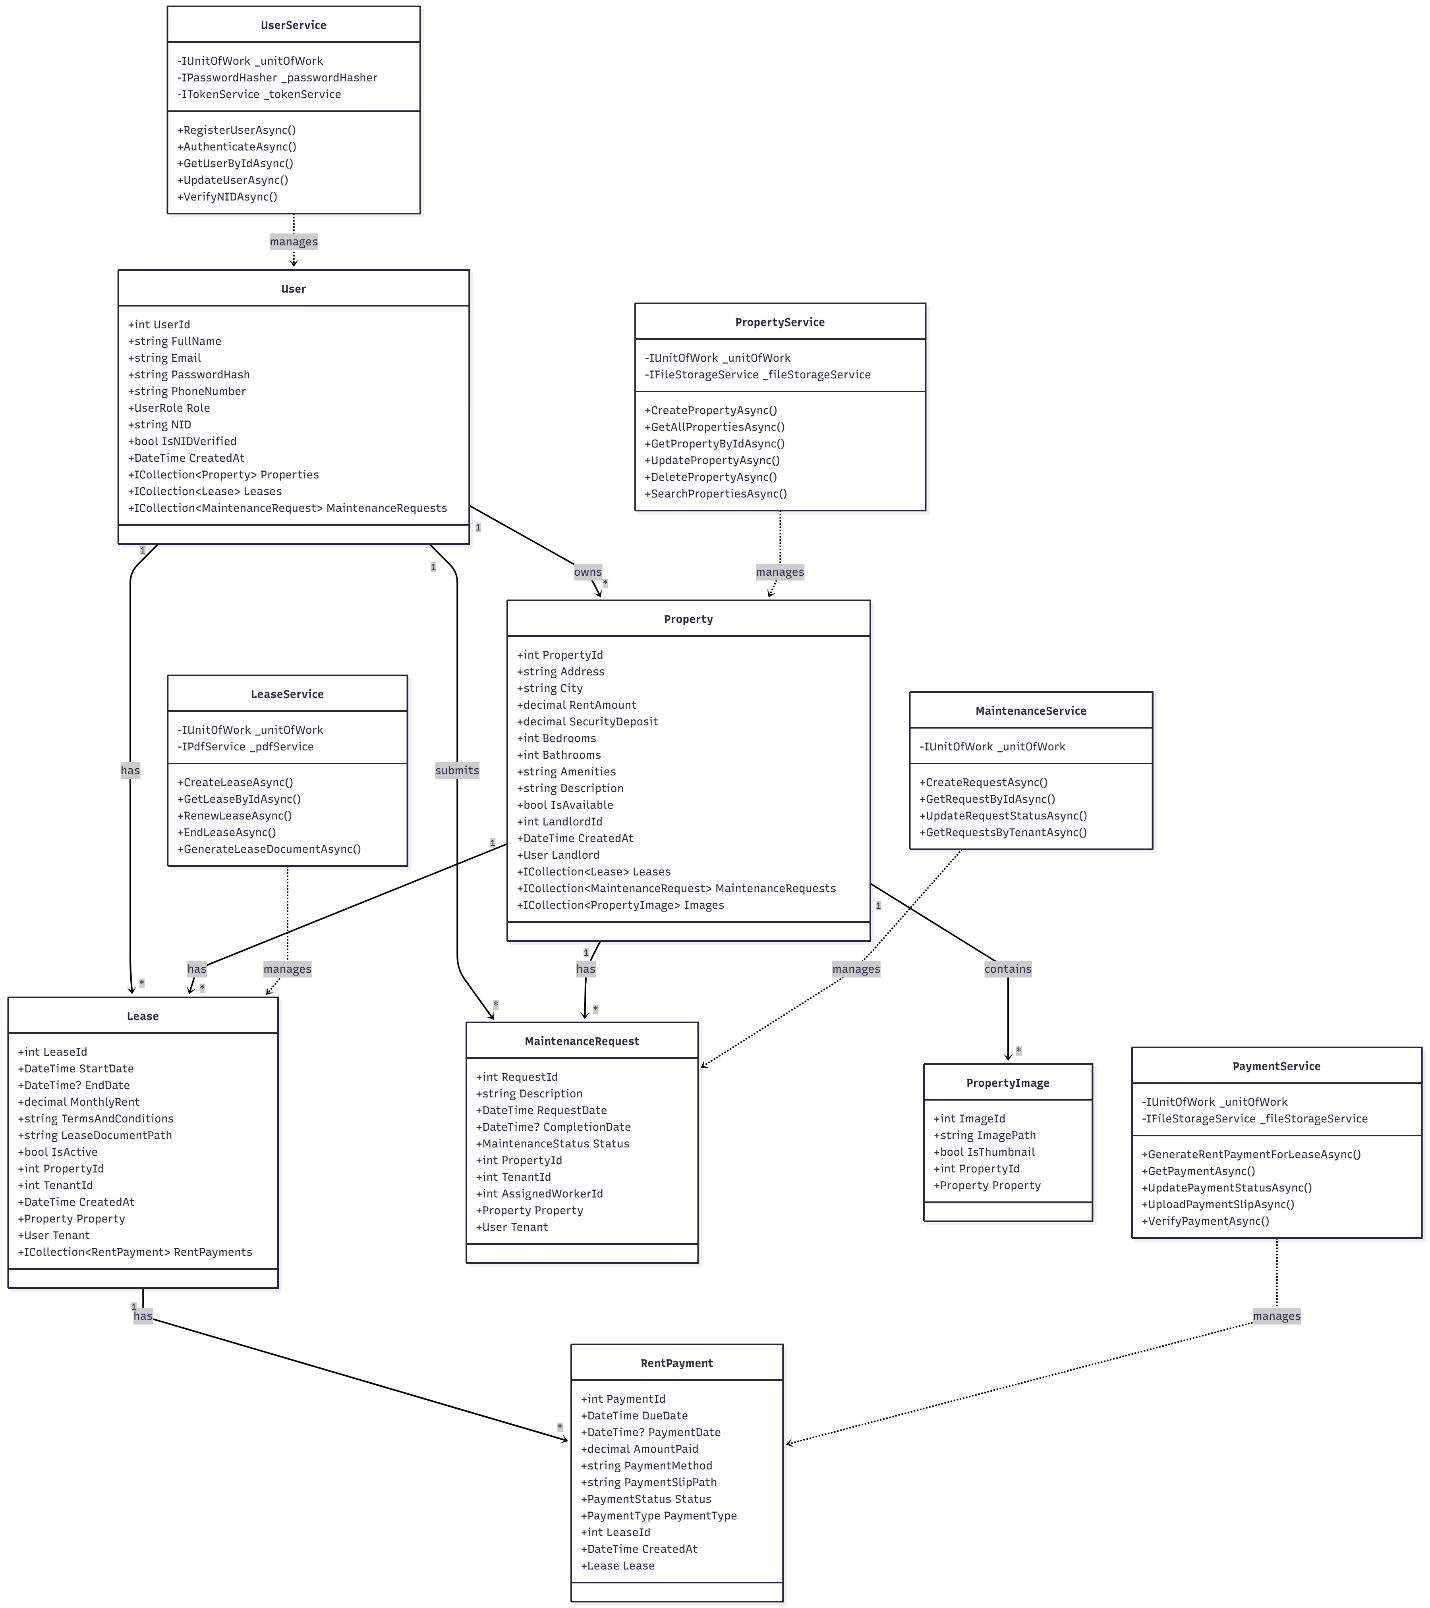 UserService
-IUnitOfWork _unitOfWork
-IPasswordHasher _passwordHasher
-ITokenService _tokenService
+RegisterUserAsync()
+AuthenticateAsync()
+GetUserByIdAsync()
+UpdateUserAsync()
+VerifyNIDAsync()
manages
User
+int UserId
+string FullName
+string Email
+string PasswordHash
+string PhoneNumber
+UserRole Role
+string NID
+bool IsNIDVerified
+DateTime CreatedAt
+ICollection<Property> Properties
+ICollection<Lease> Leases
+ICollection<MaintenanceRequest> MaintenanceRequests
PropertyService
-IUnitOfWork _unitOfWork
-IFileStorageService _fileStorageService
+CreatePropertyAsync()
+GetAllPropertiesAsync()
+GetPropertyByIdAsync()
+UpdatePropertyAsync()
+DeletePropertyAsync()
+SearchPropertiesAsync()
1
1
1
owns
*
manages
Property
+int PropertyId
+string Address
+string City
+decimal RentAmount
+decimal SecurityDeposit
+int Bedrooms
+int Bathrooms
+string Amenities
+string Description
+bool IsAvailable
+int LandlordId
+DateTime CreatedAt
+User Landlord
+ICollection<Lease> Leases
+ICollection<MaintenanceRequest> MaintenanceRequests
+ICollection<PropertyImage> Images
LeaseService
-IUnitOfWork _unitOfWork
-IPdfService _pdfService
+CreateLeaseAsync()
+GetLeaseByIdAsync()
+RenewLeaseAsync()
+EndLeaseAsync()
+GenerateLeaseDocumentAsync()
MaintenanceService
-IUnitOfWork _unitOfWork
+CreateRequestAsync()
+GetRequestByIdAsync()
+UpdateRequestStatusAsync()
+GetRequestsByTenantAsync()
has
submits
1
1
1
has
manages
has
manages
contains
*
*
*
*
*
Lease
+int LeaseId
+DateTime StartDate
+DateTime? EndDate
+decimal MonthlyRent
+string TermsAndConditions
+string LeaseDocumentPath
+bool IsActive
+int PropertyId
+int TenantId
+DateTime CreatedAt
+Property Property
+User Tenant
+ICollection<RentPayment> RentPayments
MaintenanceRequest
+int RequestId
+string Description
+DateTime RequestDate
+DateTime? CompletionDate
+MaintenanceStatus Status
+int PropertyId
+int TenantId
+int AssignedWorkerId
+Property Property
+User Tenant
PropertyImage
+int ImageId
+string ImagePath
+bool IsThumbnail
+int PropertyId
+Property Property
PaymentService
-IUnitOfWork _unitOfWork
-IFileStorageService _fileStorageService
+GenerateRentPaymentForLeaseAsync()
+GetPaymentAsync()
+UpdatePaymentStatusAsync()
+UploadPaymentSlipAsync()
+VerifyPaymentAsync()
1
has
manages
*
RentPayment
+int PaymentId
+DateTime DueDate
+DateTime? PaymentDate
+decimal AmountPaid
+string PaymentMethod
+string PaymentSlipPath
+PaymentStatus Status
+PaymentType PaymentType
+int LeaseId
+DateTime CreatedAt
+Lease Lease